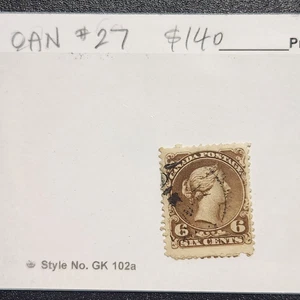 CAN #27 $140 P
CANADA POSTAGE
6 6
SIX CENTS
Style No. GK 102a